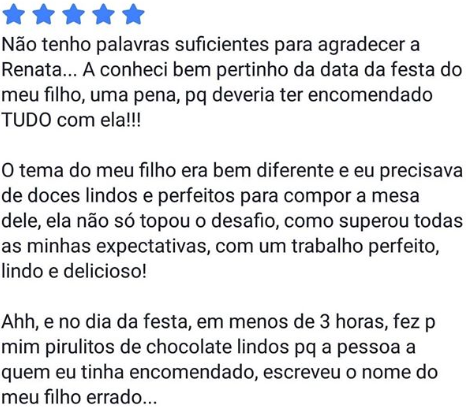 Não tenho palavras suficientes para agradecer a
Renata... A conheci bem pertinho da data da festa do
meu filho, uma pena, pq deveria ter encomendado
TUDO com ela!!!
O tema do meu filho era bem diferente e eu precisava
de doces lindos e perfeitos para compor a mesa
dele, ela não só topou o desafio, como superou todas
as minhas expectativas, com um trabalho perfeito,
lindo e delicioso!
Ahh, e no dia da festa, em menos de 3 horas, fez p
mim pirulitos de chocolate lindos pq a pessoa a
quem eu tinha encomendado, escreveu o nome do
meu filho errado...